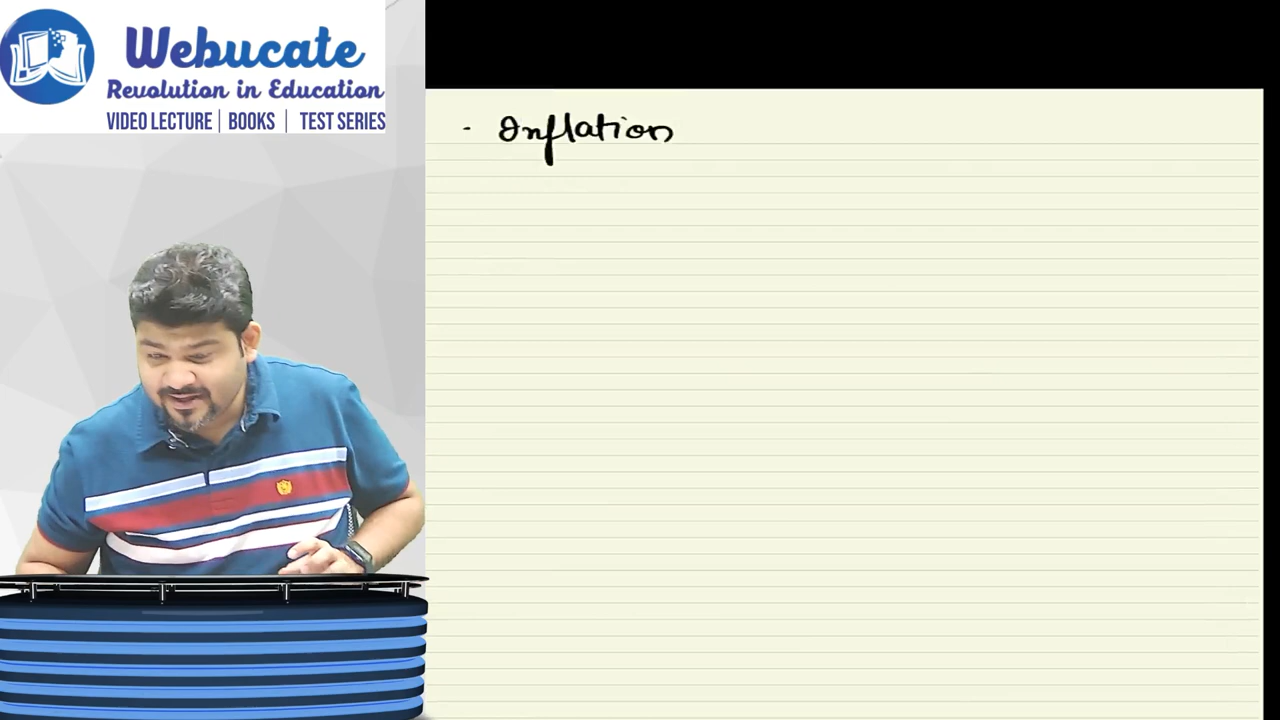 Webucate
Revolution in Education
VIDEO LECTURE | BOOKS | TEST SERIES
· Inflation